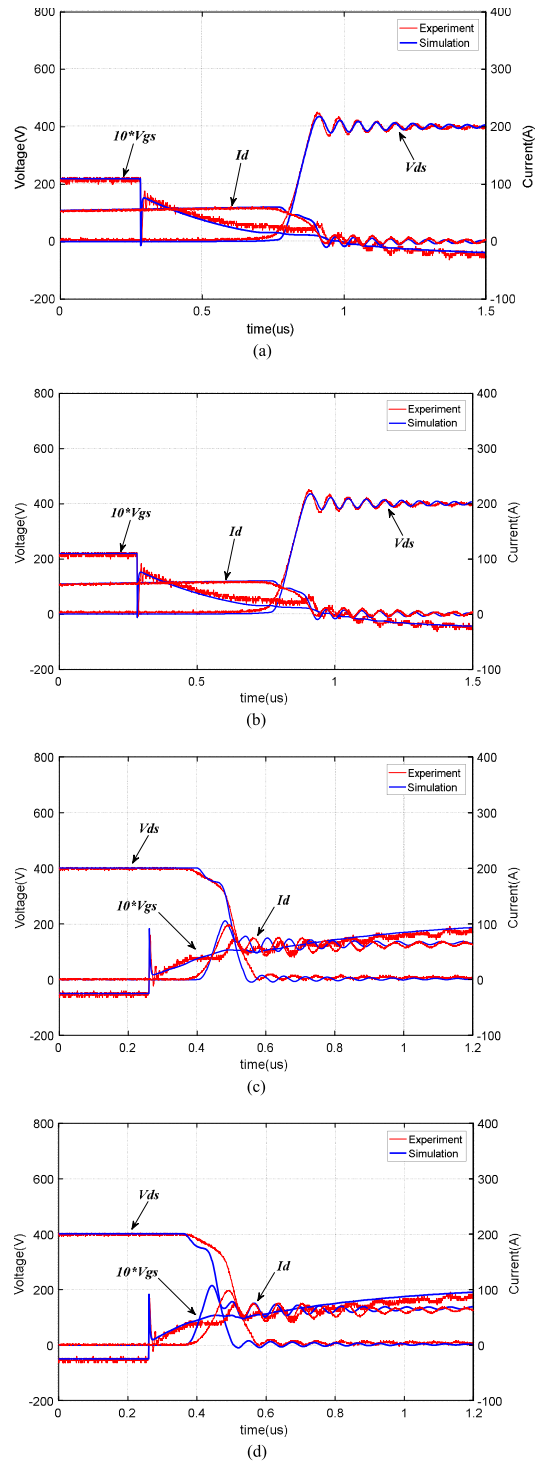 800
600
400
200
0
-200
400
300
200
100
0
-100
Voltage(V)
Current(A)
Experiment
Simulation
10*Vgs
Id
Vds
0
0.5
1
1.5
time(us)
(a)
800
600
400
200
0
-200
400
300
200
100
0
-100
Voltage(V)
Current(A)
Experiment
Simulation
10*Vgs
Id
Vds
0
0.5
1
1.5
time(us)
(b)
800
600
400
200
0
-200
400
300
200
100
0
-100
Voltage(V)
Current(A)
Experiment
Simulation
Vds
10*Vgs
Id
0
0.2
0.4
0.6
0.8
1
1.2
time(us)
(c)
800
600
400
200
0
-200
400
300
200
100
0
-100
Voltage(V)
Current(A)
Experiment
Simulation
Vds
10*Vgs
Id
0
0.2
0.4
0.6
0.8
1
1.2
time(us)
(d)